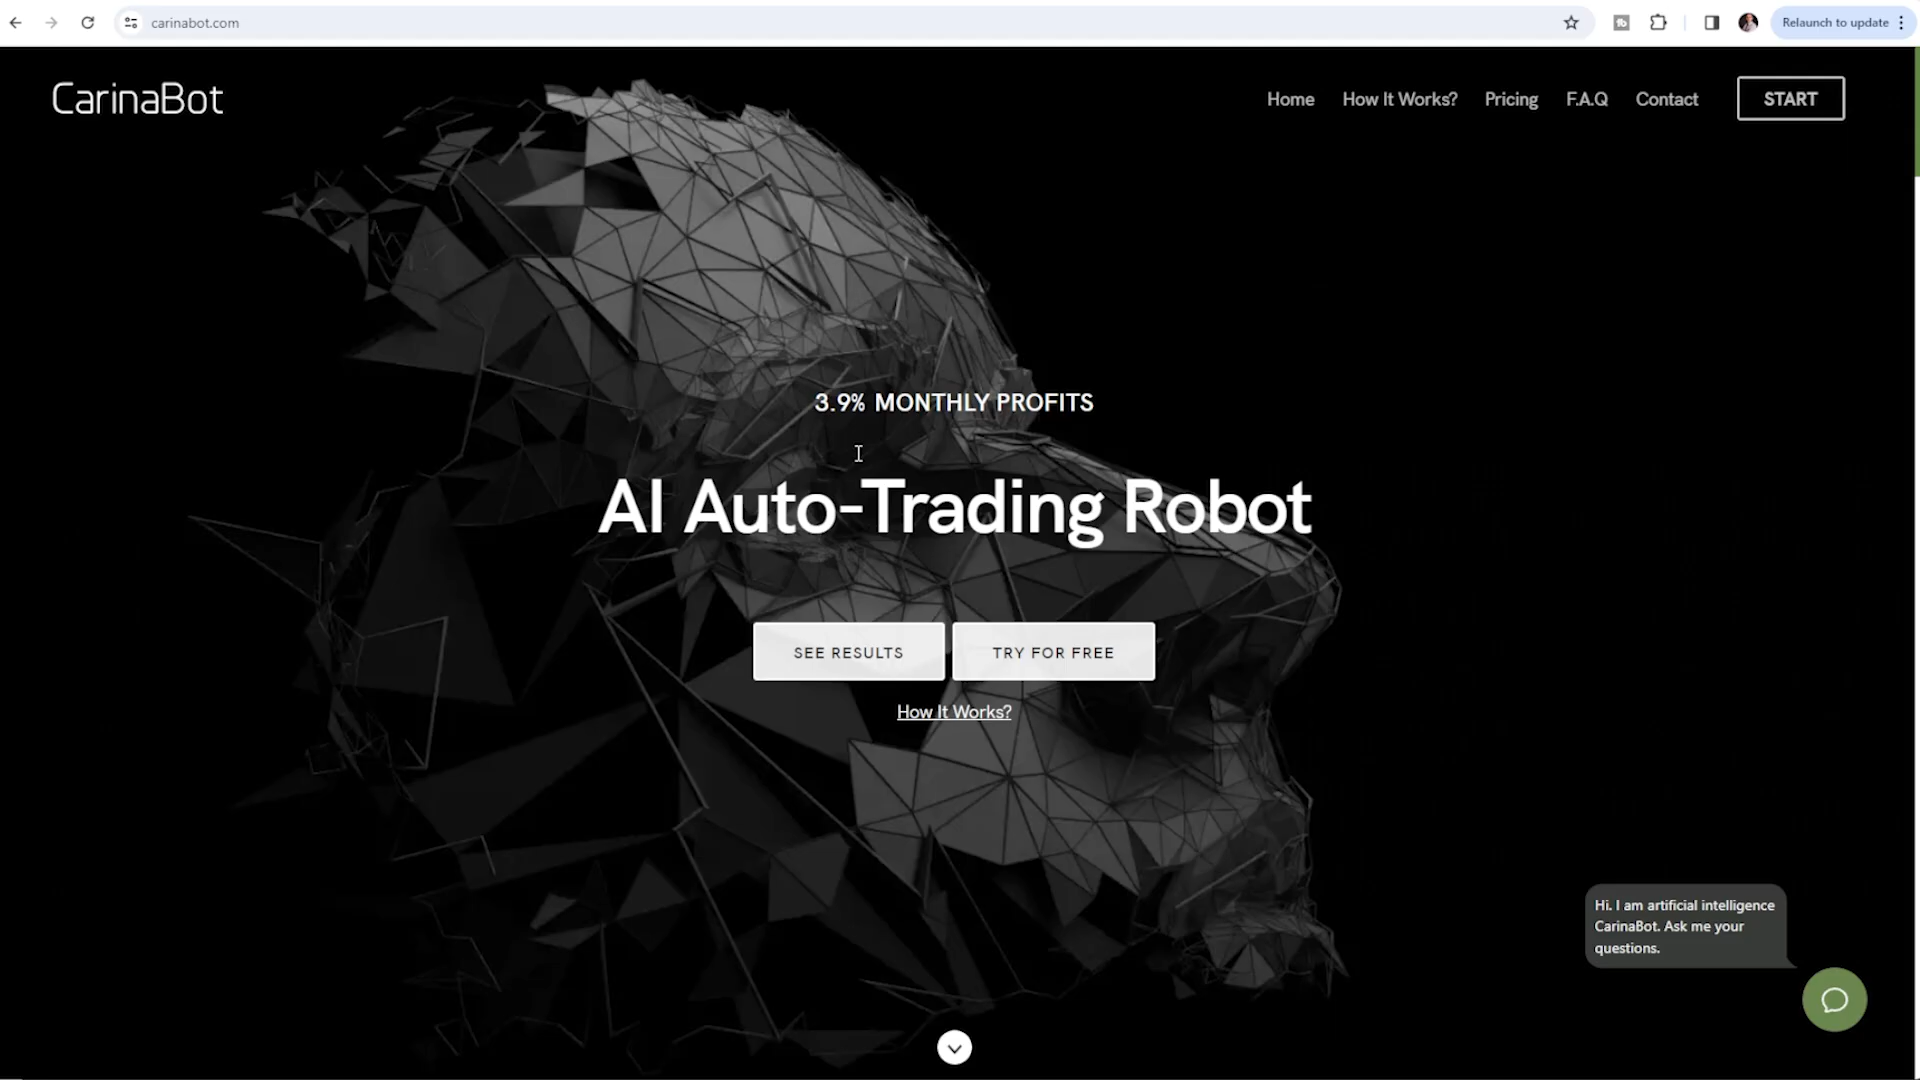 carinabot.com
Relaunch to update
CarinaBot
Home
How It Works?
Pricing
F.A.Q
Contact
START
3.9% MONTHLY PROFITS
AI Auto-Trading Robot
SEE RESULTS
TRY FOR FREE
How It Works?
Hi. I am artificial intelligence
CarinaBot. Ask me your
questions.